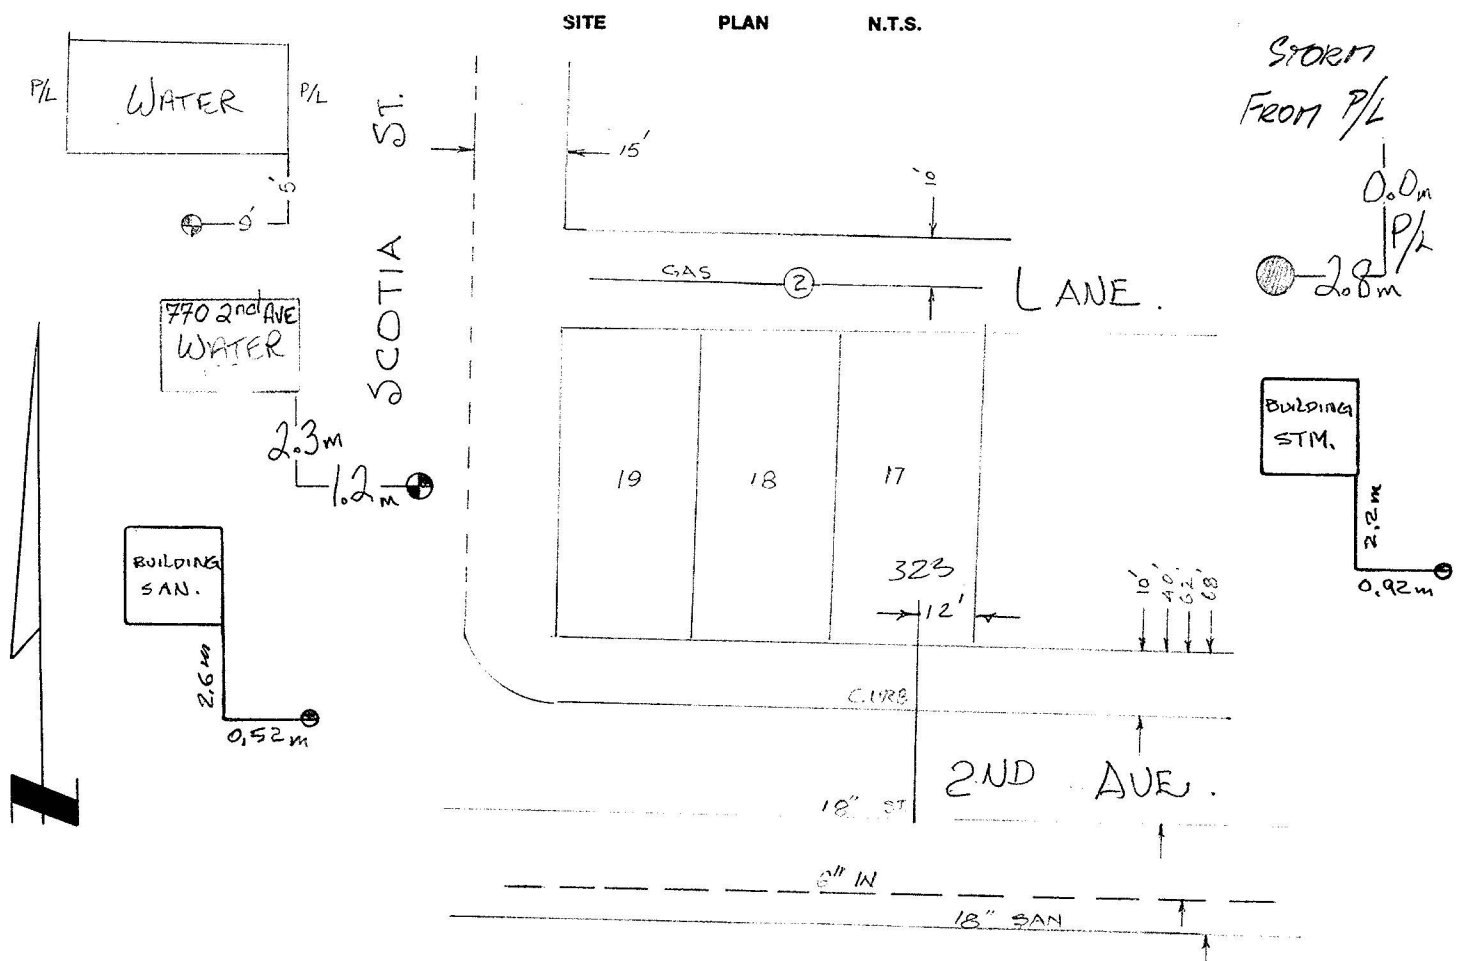 SITE PLAN N.T.S.
P/L
WATER
P/L
5'
9'
770 2nd AVE
WATER
2.3m
1.2m
BUILDING
SAN.
2.6m
0.52m
SCOTIA ST.
15'
10'
GAS
2
LANE.
19
18
17
323
12'
10'
40'
62'
68'
CURB
2ND AVE.
18" ST
6" IN
18" SAN
STORM
FROM P/L
0.0m
P/L
2.8m
BUILDING
STM.
2.2m
0.92m